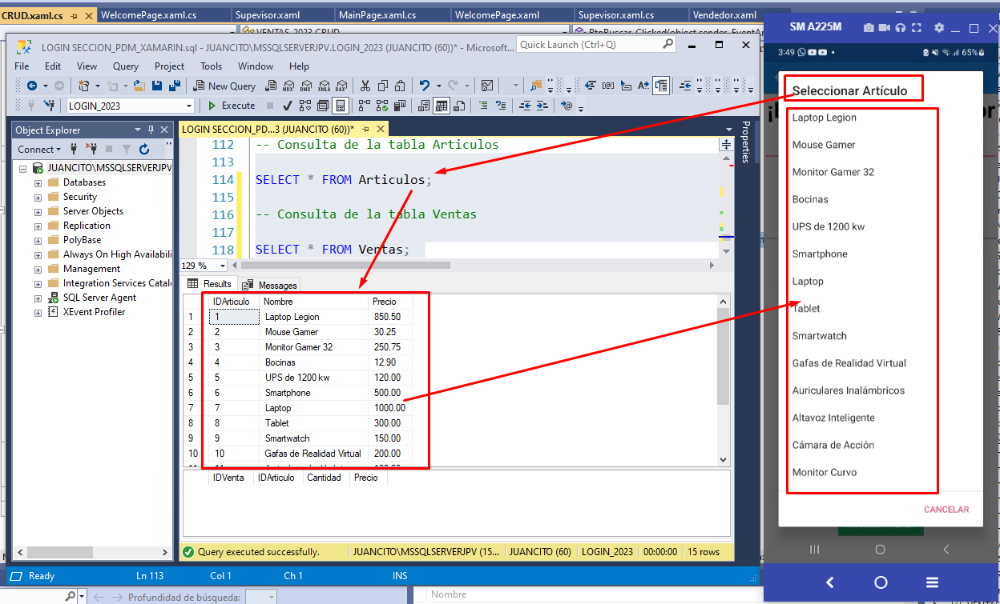 CRUD.xaml.cs
WelcomePage.xaml.cs
Supevisor.xaml
MainPage.xaml.cs
WelcomePage.xaml
Supevisor.xaml.cs
Vendedor.xaml
VENTAS_2023.CRUD
BtnBuscar_Clicked(object sender, EventAr
LOGIN SECCION_PDM_XAMARIN.sql - JUANCITO\MSSQLSERVERJPV.LOGIN_2023 (JUANCITO (60))* - Microsoft...
Quick Launch (Ctrl+Q)
File Edit View Query Project Tools Window Help
New Query
MDX DMX XMLA DAX
LOGIN_2023
Execute
Object Explorer
Connect
JUANCITO\MSSQLSERVERJPV
Databases
Security
Server Objects
Replication
PolyBase
Always On High Availabili
Management
Integration Services Catal
SQL Server Agent
XEvent Profiler
LOGIN SECCION_PD...3 (JUANCITO (60))*
Properties
112 -- Consulta de la tabla Articulos
113
114 SELECT * FROM Articulos;
115
116 -- Consulta de la tabla Ventas
117
118 SELECT * FROM Ventas;
129 %
Results Messages
IDArticulo Nombre Precio
1 1 Laptop Legion 850.50
2 2 Mouse Gamer 30.25
3 3 Monitor Gamer 32 250.75
4 4 Bocinas 12.90
5 5 UPS de 1200 kw 120.00
6 6 Smartphone 500.00
7 7 Laptop 1000.00
8 8 Tablet 300.00
9 9 Smartwatch 150.00
10 10 Gafas de Realidad Virtual 200.00
IDVenta IDArticulo Cantidad Precio
Query executed successfully.
JUANCITO\MSSQLSERVERJPV (15... JUANCITO (60) LOGIN_2023 00:00:00 15 rows
Ready Ln 113 Col 1 Ch 1 INS
Profundidad de búsqueda:
Nombre
SM A225M
3:49
65%
Seleccionar Artículo
Laptop Legion
Mouse Gamer
Monitor Gamer 32
Bocinas
UPS de 1200 kw
Smartphone
Laptop
Tablet
Smartwatch
Gafas de Realidad Virtual
Auriculares Inalámbricos
Altavoz Inteligente
Cámara de Acción
Monitor Curvo
CANCELAR